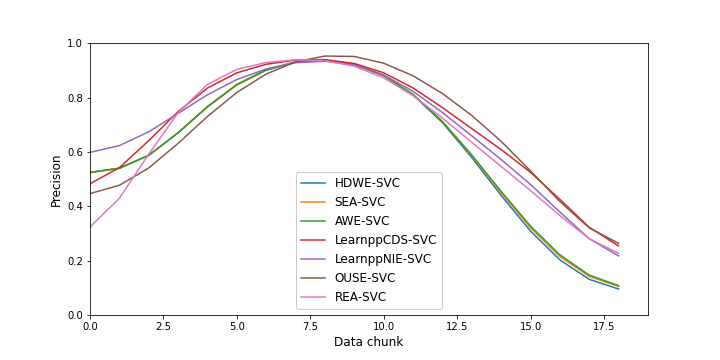 1.0
0.8
0.6
0.4
0.2
0.0
Precision
HDWE-SVC
SEA-SVC
AWE-SVC
LearnppCDS-SVC
LearnppNIE-SVC
OUSE-SVC
REA-SVC
0.0 2.5 5.0 7.5 10.0 12.5 15.0 17.5
Data chunk